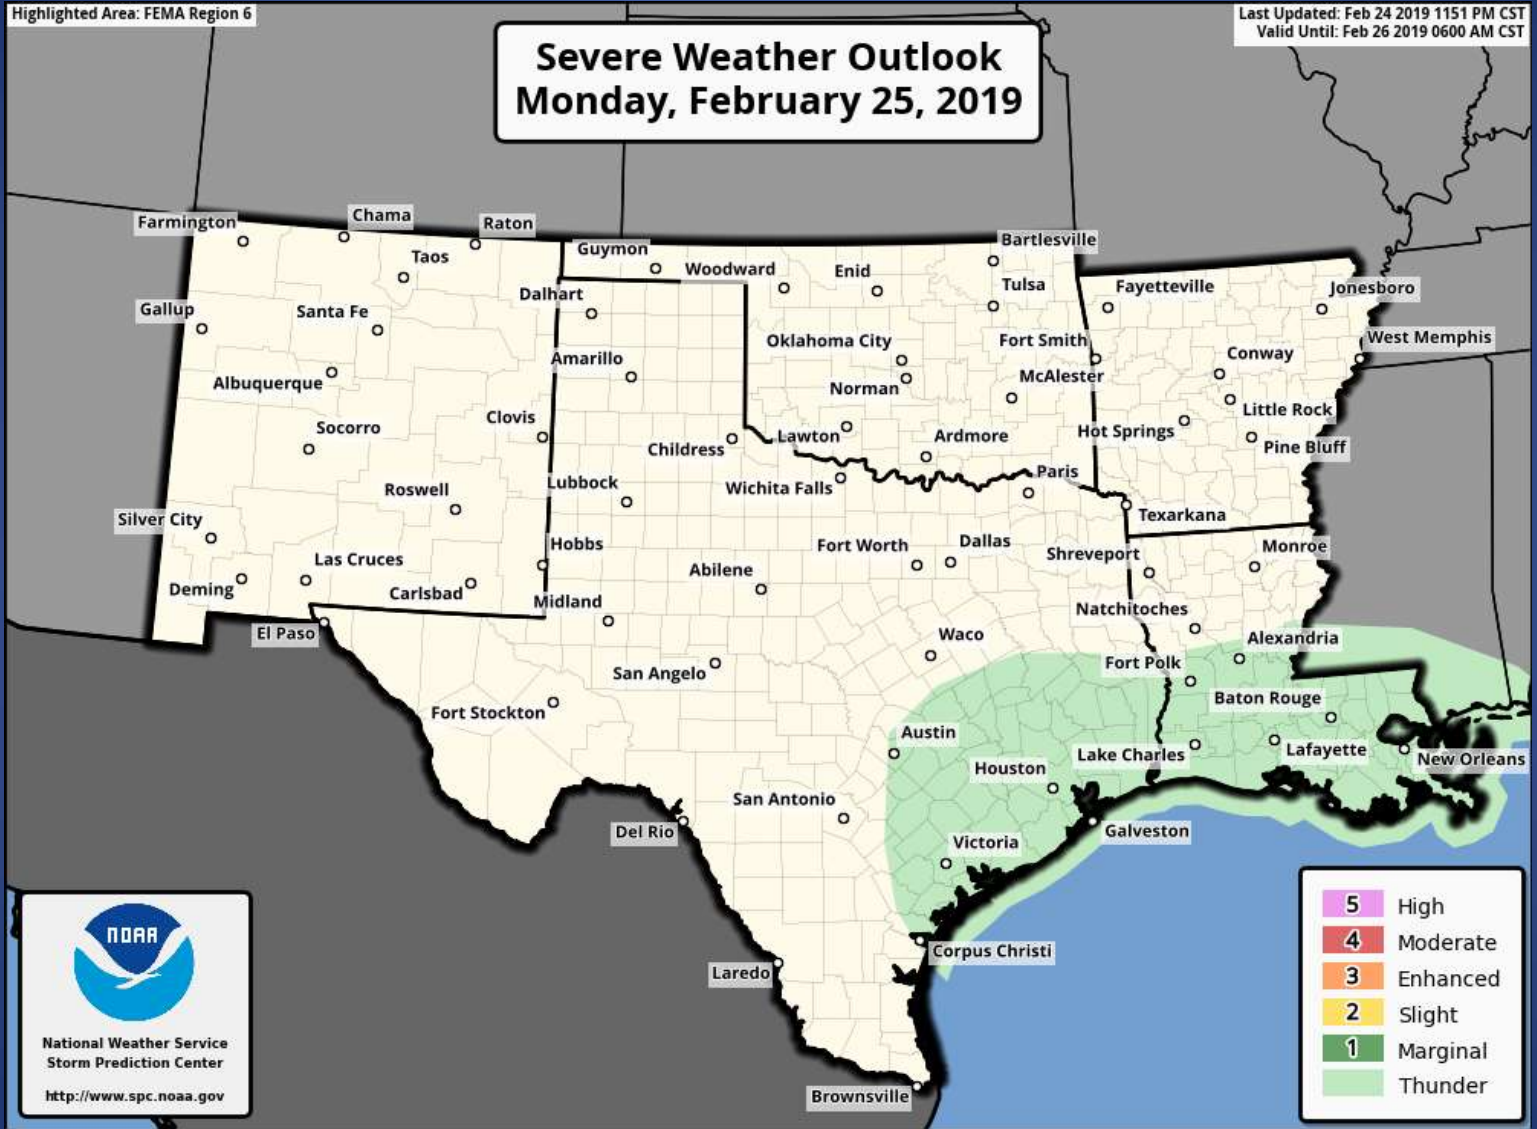 Highlighted Area: FEMA Region 6
Last Updated: Feb 24 2019 1151 PM CST
Valid Until: Feb 26 2019 0600 AM CST
Severe Weather Outlook
Monday, February 25, 2019
Farmington
Chama
Raton
Taos
Guymon
Woodward
Enid
Bartlesville
Tulsa
Fayetteville
Jonesboro
Dalhart
Gallup
Santa Fe
Oklahoma City
Fort Smith
West Memphis
Amarillo
Conway
Albuquerque
Norman
McAlester
Little Rock
Clovis
Socorro
Childress
Lawton
Ardmore
Hot Springs
Pine Bluff
Roswell
Lubbock
Wichita Falls
Paris
Silver City
Texarkana
Hobbs
Las Cruces
Fort Worth
Dallas
Shreveport
Monroe
Deming
Carlsbad
Abilene
Midland
Natchitoches
El Paso
Waco
Alexandria
San Angelo
Fort Polk
Fort Stockton
Baton Rouge
Austin
Houston
Lake Charles
Lafayette
New Orleans
San Antonio
Del Rio
Galveston
Victoria
Corpus Christi
Laredo
Brownsville
NOAA
National Weather Service
Storm Prediction Center
http://www.spc.noaa.gov
5 High
4 Moderate
3 Enhanced
2 Slight
1 Marginal
Thunder